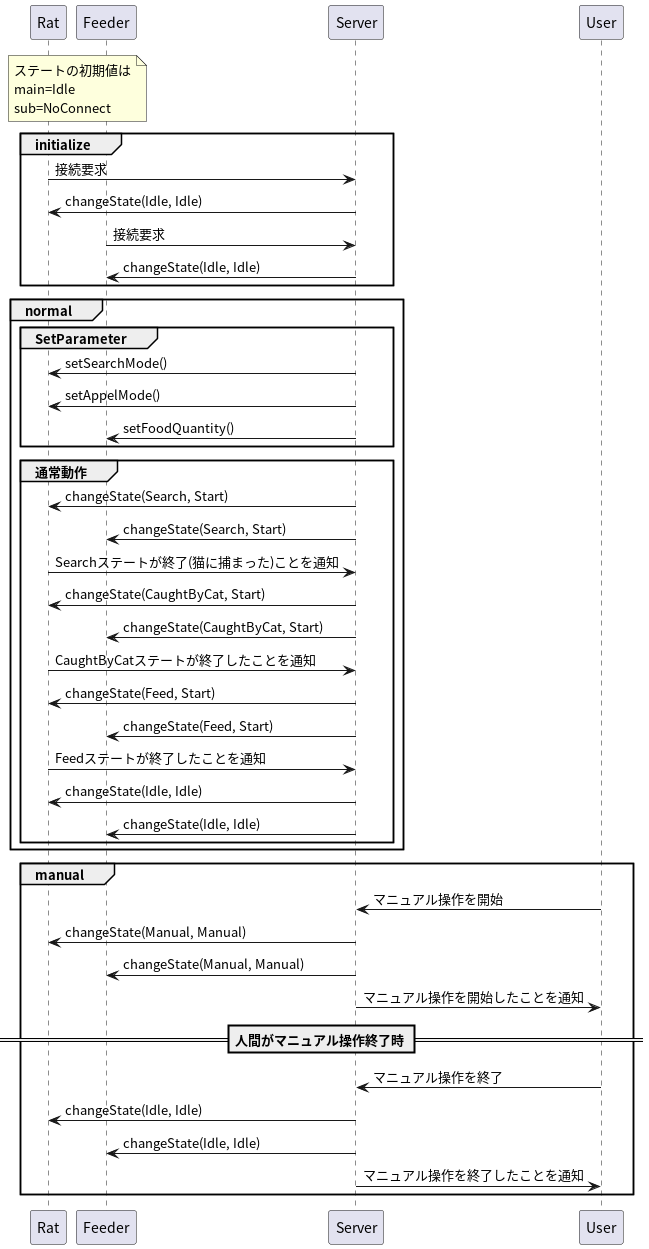 Rat Feeder Server User
ステートの初期値は
main=Idle
sub=NoConnect
initialize
接続要求
changeState(Idle, Idle)
接続要求
changeState(Idle, Idle)
normal
SetParameter
setSearchMode()
setAppelMode()
setFoodQuantity()
通常動作
changeState(Search, Start)
changeState(Search, Start)
Searchステートが終了(猫に捕まった)ことを通知
changeState(CaughtByCat, Start)
changeState(CaughtByCat, Start)
CaughtByCatステートが終了したことを通知
changeState(Feed, Start)
changeState(Feed, Start)
Feedステートが終了したことを通知
changeState(Idle, Idle)
changeState(Idle, Idle)
manual
マニュアル操作を開始
changeState(Manual, Manual)
changeState(Manual, Manual)
マニュアル操作を開始したことを通知
人間がマニュアル操作終了時
マニュアル操作を終了
changeState(Idle, Idle)
changeState(Idle, Idle)
マニュアル操作を終了したことを通知
Rat Feeder Server User